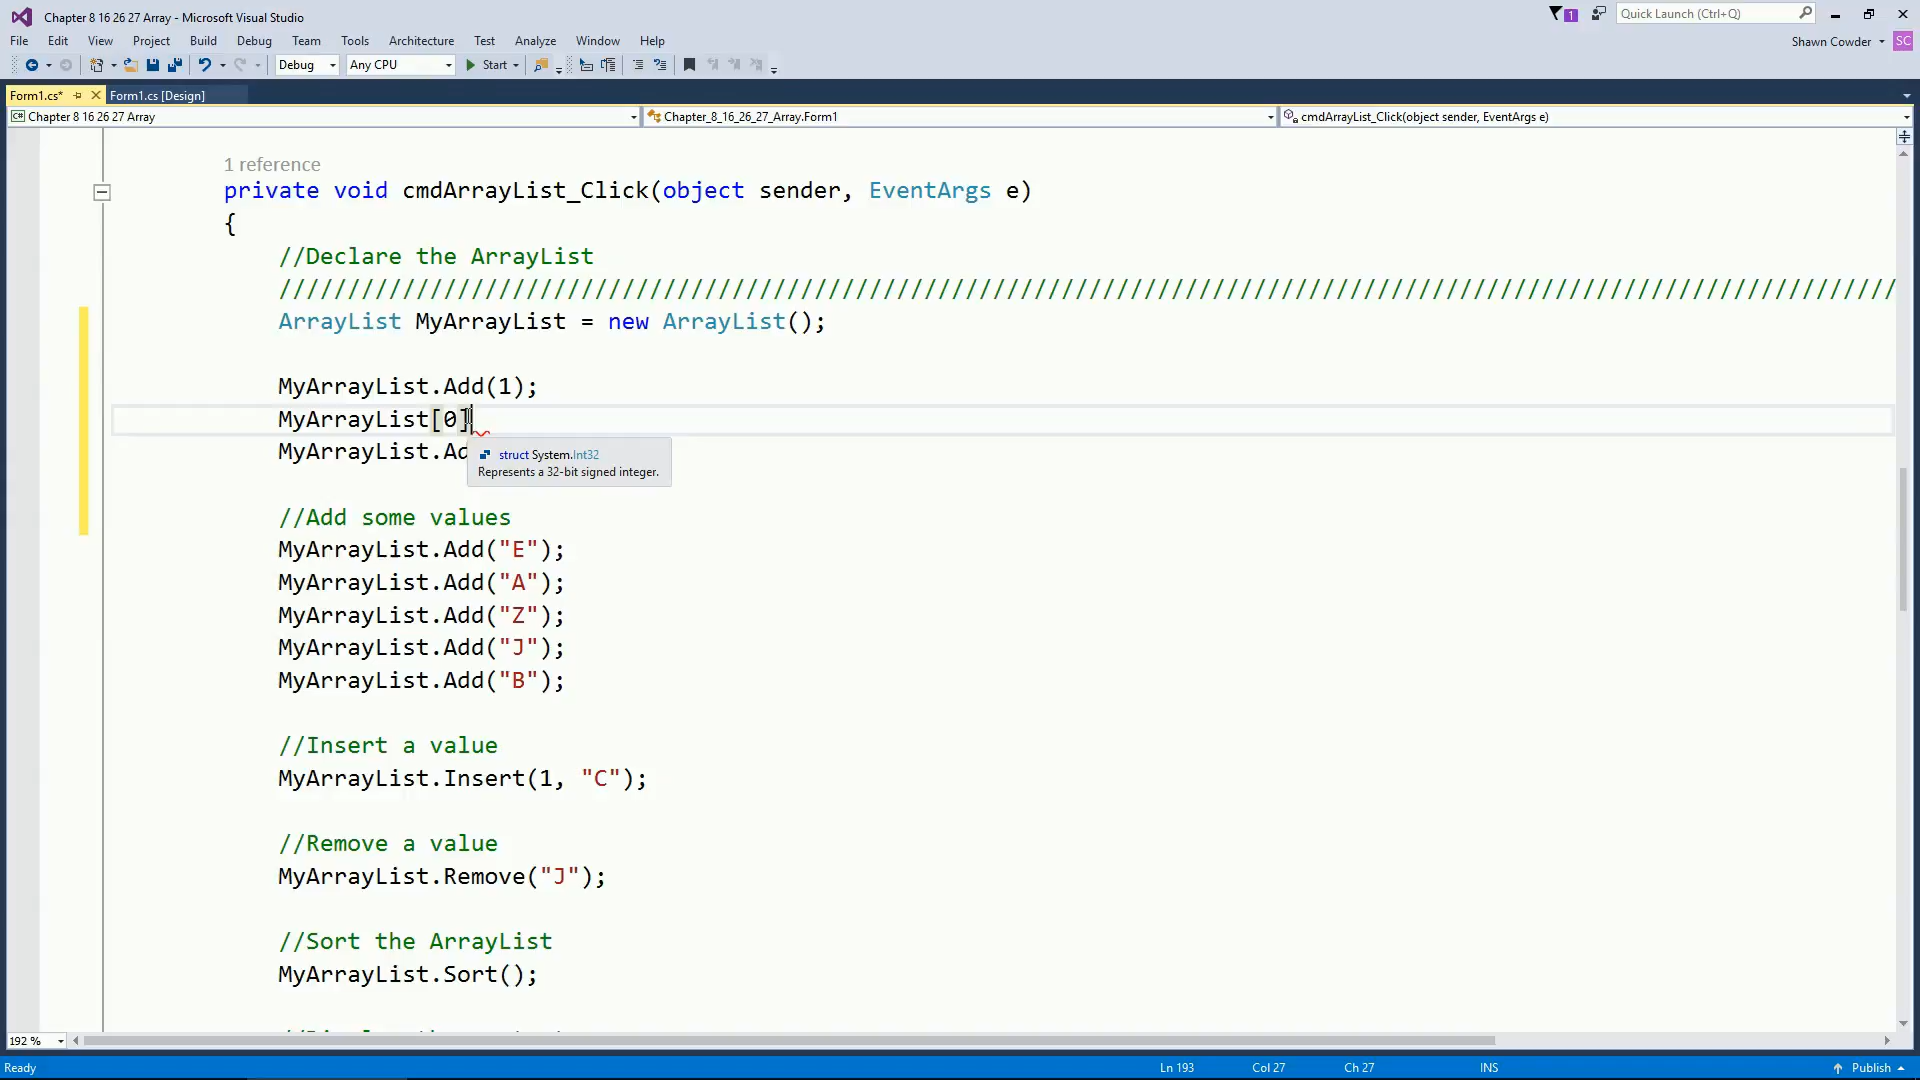 Chapter 8 16 26 27 Array - Microsoft Visual Studio
1
Quick Launch (Ctrl+Q)
File Edit View Project Build Debug Team Tools Architecture Test Analyze Window Help
Shawn Cowder
SC
Debug
Any CPU
Start
Form1.cs*
Form1.cs [Design]
C# Chapter 8 16 26 27 Array
Chapter_8_16_26_27_Array.Form1
cmdArrayList_Click(object sender, EventArgs e)
1 reference
private void cmdArrayList_Click(object sender, EventArgs e)
{
//Declare the ArrayList
//////////////////////////////////////////////////////////////////////////////////////////////////////////////////////
ArrayList MyArrayList = new ArrayList();
MyArrayList.Add(1);
MyArrayList[0]
MyArrayList.Ad
struct System.Int32
Represents a 32-bit signed integer.
//Add some values
MyArrayList.Add("E");
MyArrayList.Add("A");
MyArrayList.Add("Z");
MyArrayList.Add("J");
MyArrayList.Add("B");
//Insert a value
MyArrayList.Insert(1, "C");
//Remove a value
MyArrayList.Remove("J");
//Sort the ArrayList
MyArrayList.Sort();
192 %
Ready
Ln 193
Col 27
Ch 27
INS
Publish